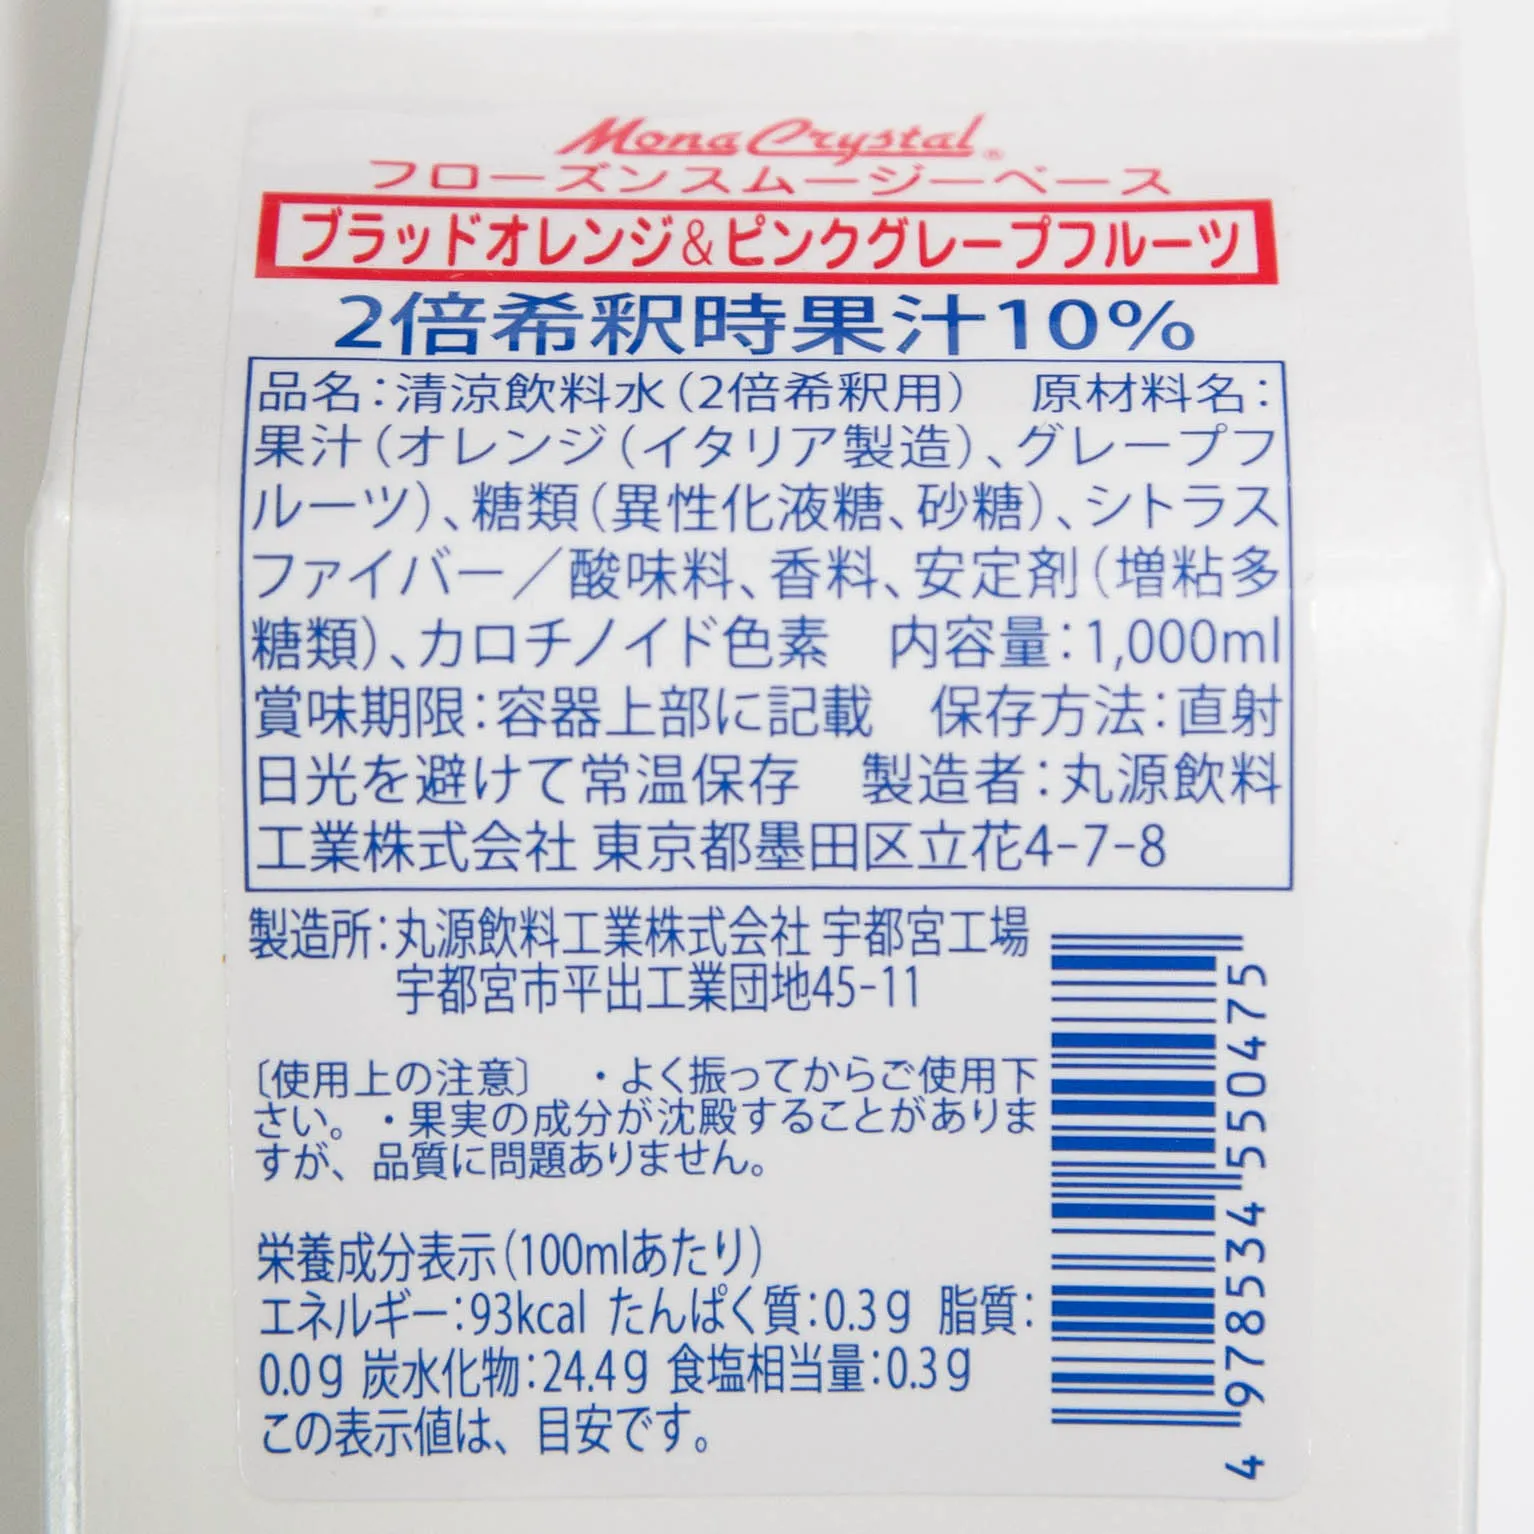 Mona Crystal®
フローズンスムージーベース
ブラッドオレンジ&ピンクグレープフルーツ
2倍希釈時果汁10%
品名:清涼飲料水(2倍希釈用) 原材料名:
果汁(オレンジ(イタリア製造)、グレープフ
ルーツ)、糖類(異性化液糖、砂糖)、シトラス
ファイバー/酸味料、香料、安定剤(増粘多
糖類)、カロチノイド色素 内容量:1,000ml
賞味期限:容器上部に記載 保存方法:直射
日光を避けて常温保存 製造者:丸源飲料
工業株式会社 東京都墨田区立花4-7-8
製造所:丸源飲料工業株式会社 宇都宮工場
宇都宮市平出工業団地45-11
〔使用上の注意〕 ・よく振ってからご使用下
さい。・果実の成分が沈殿することがありま
すが、品質に問題ありません。
栄養成分表示(100mlあたり)
エネルギー:93kcal たんぱく質:0.3g 脂質:
0.0g 炭水化物:24.4g 食塩相当量:0.3g
この表示値は、目安です。
4 978534 550475